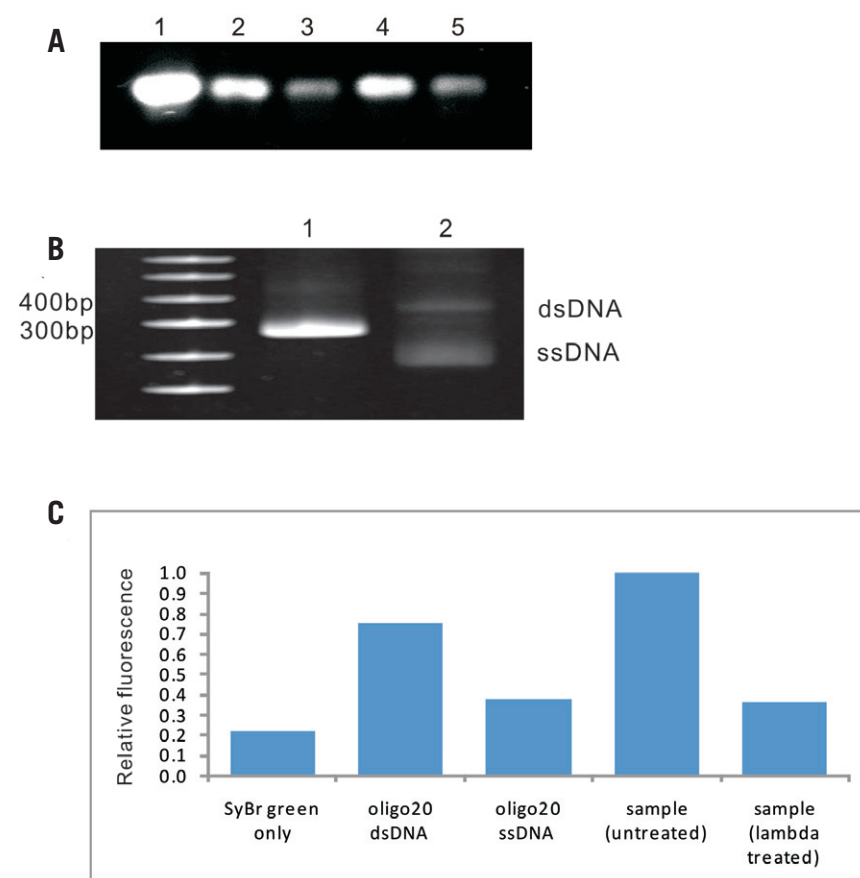 A
1 2 3 4 5
B
1 2
400bp
300bp
dsDNA
ssDNA
C
Relative fluorescence
1.0
0.9
0.8
0.7
0.6
0.5
0.4
0.3
0.2
0.1
0.0
SyBr green only
oligo20 dsDNA
oligo20 ssDNA
sample (untreated)
sample (lambda treated)